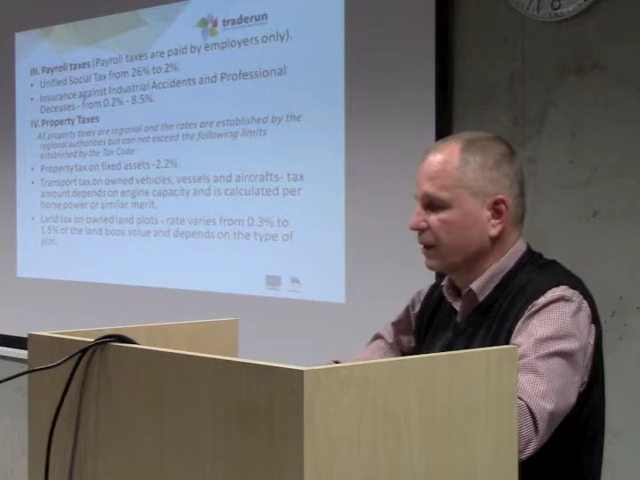 traderun
III. Payroll taxes (Payroll taxes are paid by employers only).
• Unified Social Tax from 26% to 2%.
• Insurance against Industrial Accidents and Professional
Deceases - from 0.2% - 8.5%.
IV. Property Taxes
All property taxes are regional and the rates are established by the
regional authorities but can not exceed the following limits
established by the Tax Code:
• Property tax on fixed assets -2.2%.
• Transport tax on owned vehicles, vessels and aircrafts- tax
amount depends on engine capacity and is calculated per
horse power or similar merit.
• Land tax on owned land plots - rate varies from 0.3% to
1.5% of the land book value and depends on the type of
plot.